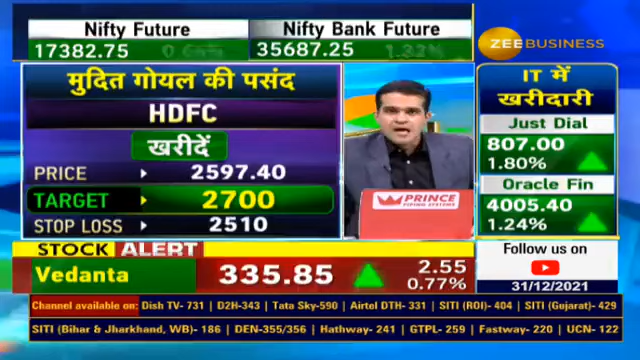 Nifty Future
17382.75
Nifty Bank Future
35687.25
1.33%
ZEE BUSINESS
मुदित गोयल की पसंद
HDFC
खरीदें
PRICE 2597.40
TARGET 2700
STOP LOSS 2510
PRINCE
PIPING SYSTEMS
IT में
खरीदारी
Just Dial
807.00
1.80%
Oracle Fin
4005.40
1.24%
STOCK ALERT
Vedanta 335.85 2.55
0.77%
Follow us on
31/12/2021
Channel available on: Dish TV- 731 | D2H-343 | Tata Sky-590 | Airtel DTH- 331 | SITI (ROI)- 404 | SITI (Gujarat)- 429
SITI (Bihar & Jharkhand, WB)- 186 | DEN-355/356 | Hathway- 241 | GTPL- 259 | Fastway- 220 | UCN- 122